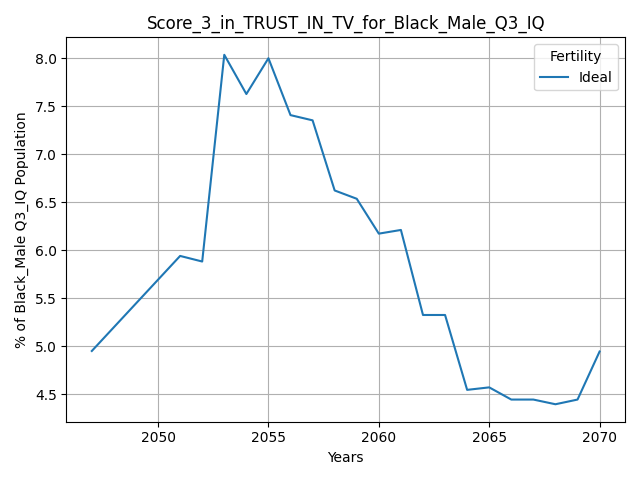 Score_3_in_TRUST_IN_TV_for_Black_Male_Q3_IQ
Fertility
Ideal
% of Black_Male Q3_IQ Population
8.0
7.5
7.0
6.5
6.0
5.5
5.0
4.5
2050 2055 2060 2065 2070
Years